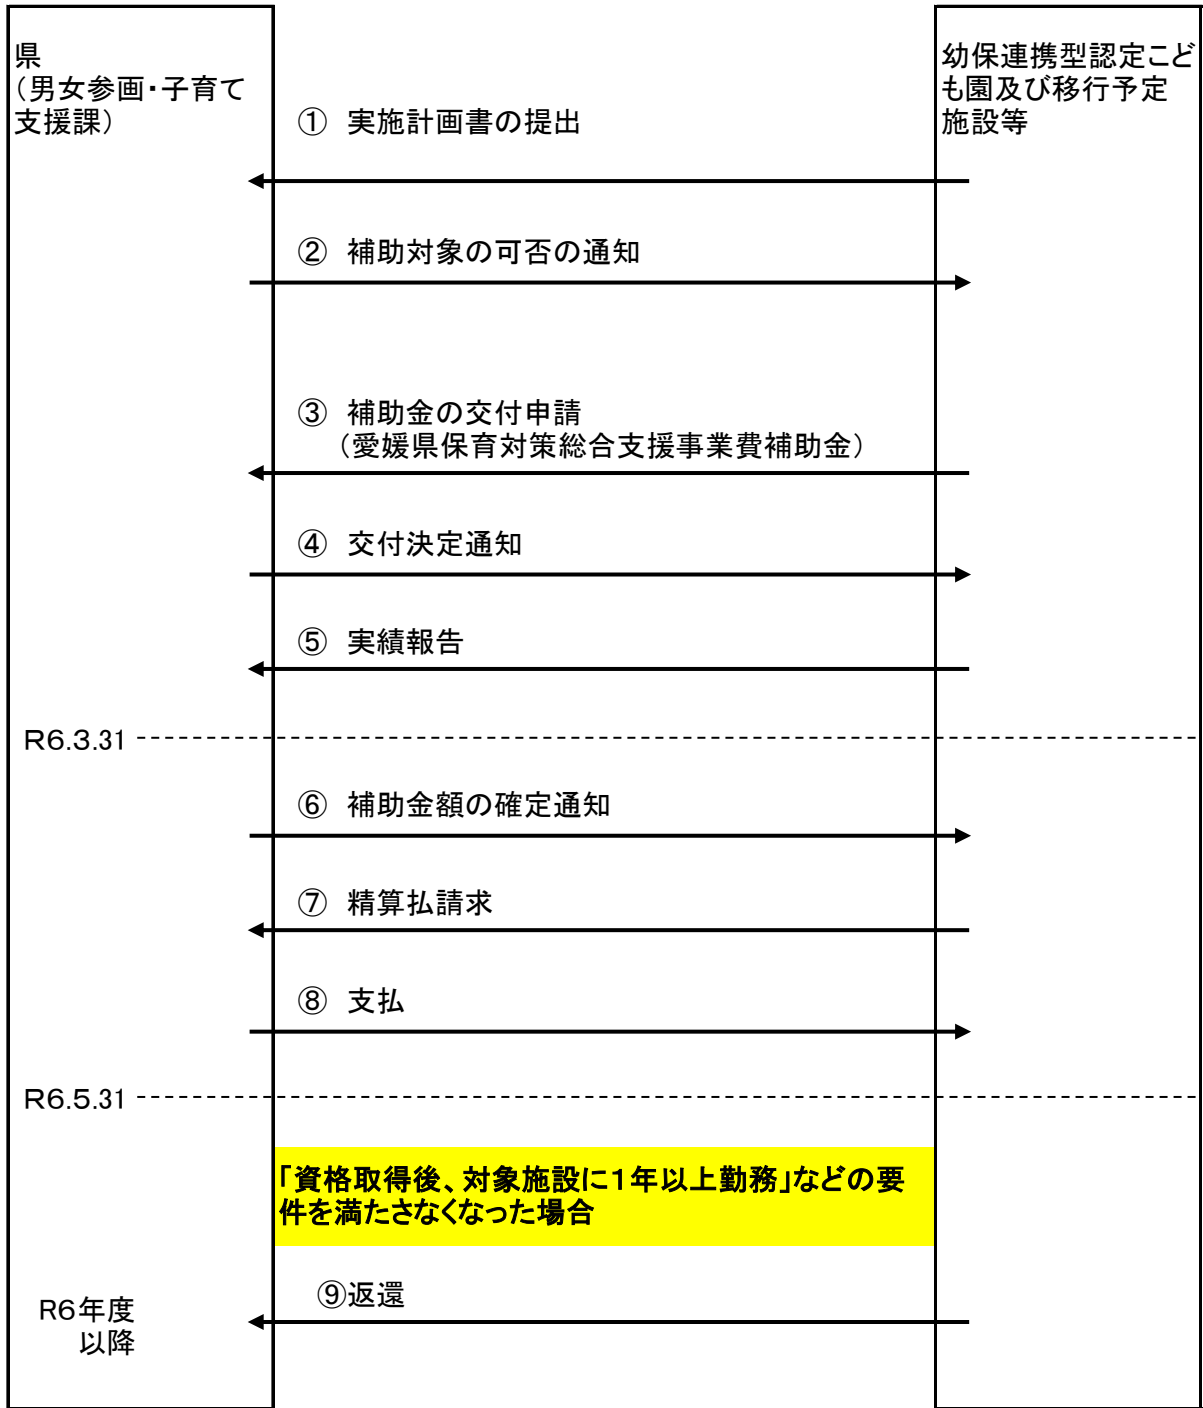 県
（男女参画・子育て
支援課）
幼保連携型認定こど
も園及び移行予定
施設等
① 実施計画書の提出
② 補助対象の可否の通知
③ 補助金の交付申請
（愛媛県保育対策総合支援事業費補助金）
④ 交付決定通知
⑤ 実績報告
R6.3.31
⑥ 補助金額の確定通知
⑦ 精算払請求
⑧ 支払
R6.5.31
「資格取得後、対象施設に1年以上勤務」などの要
件を満たさなくなった場合
⑨返還
R6年度
以降